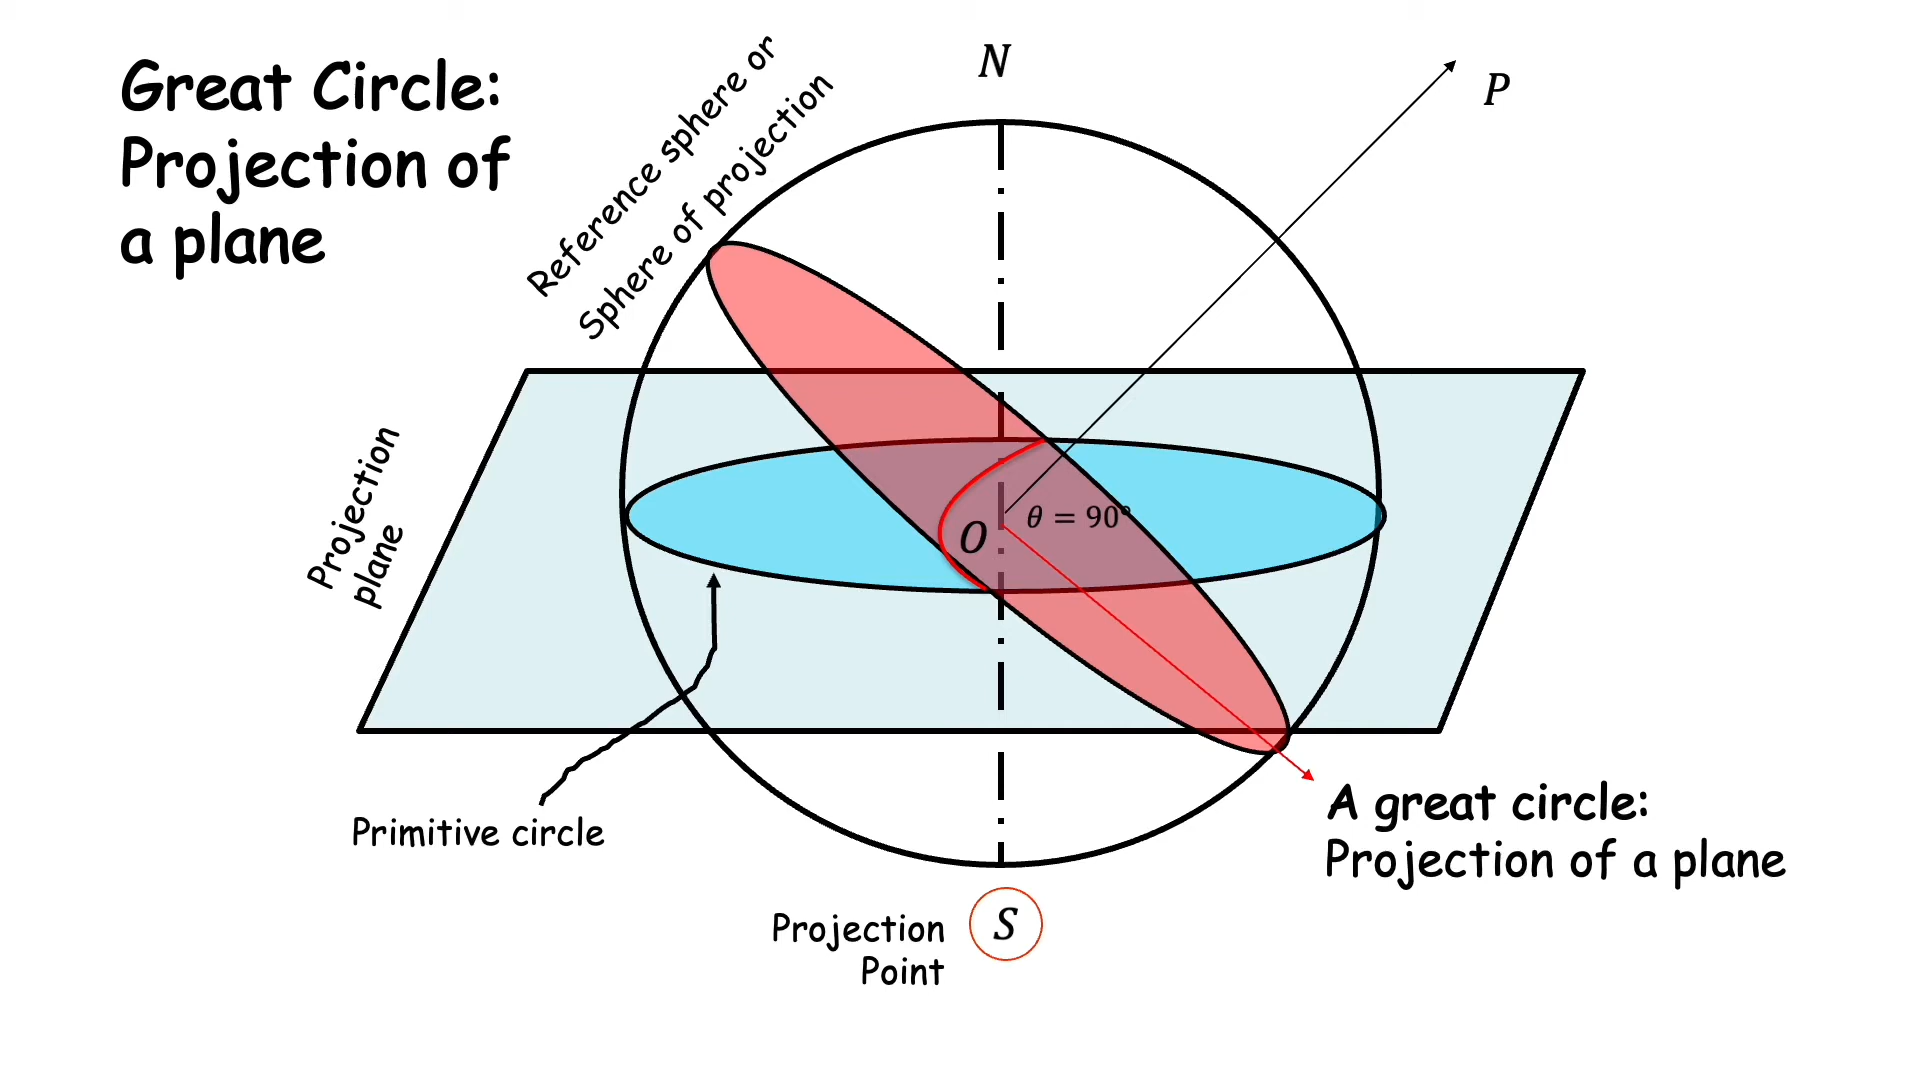 Great Circle:
Projection of
a plane
Reference sphere or
Sphere of projection
N
P
Projection
plane
O
θ = 90°
Primitive circle
A great circle:
Projection of a plane
Projection
Point
S